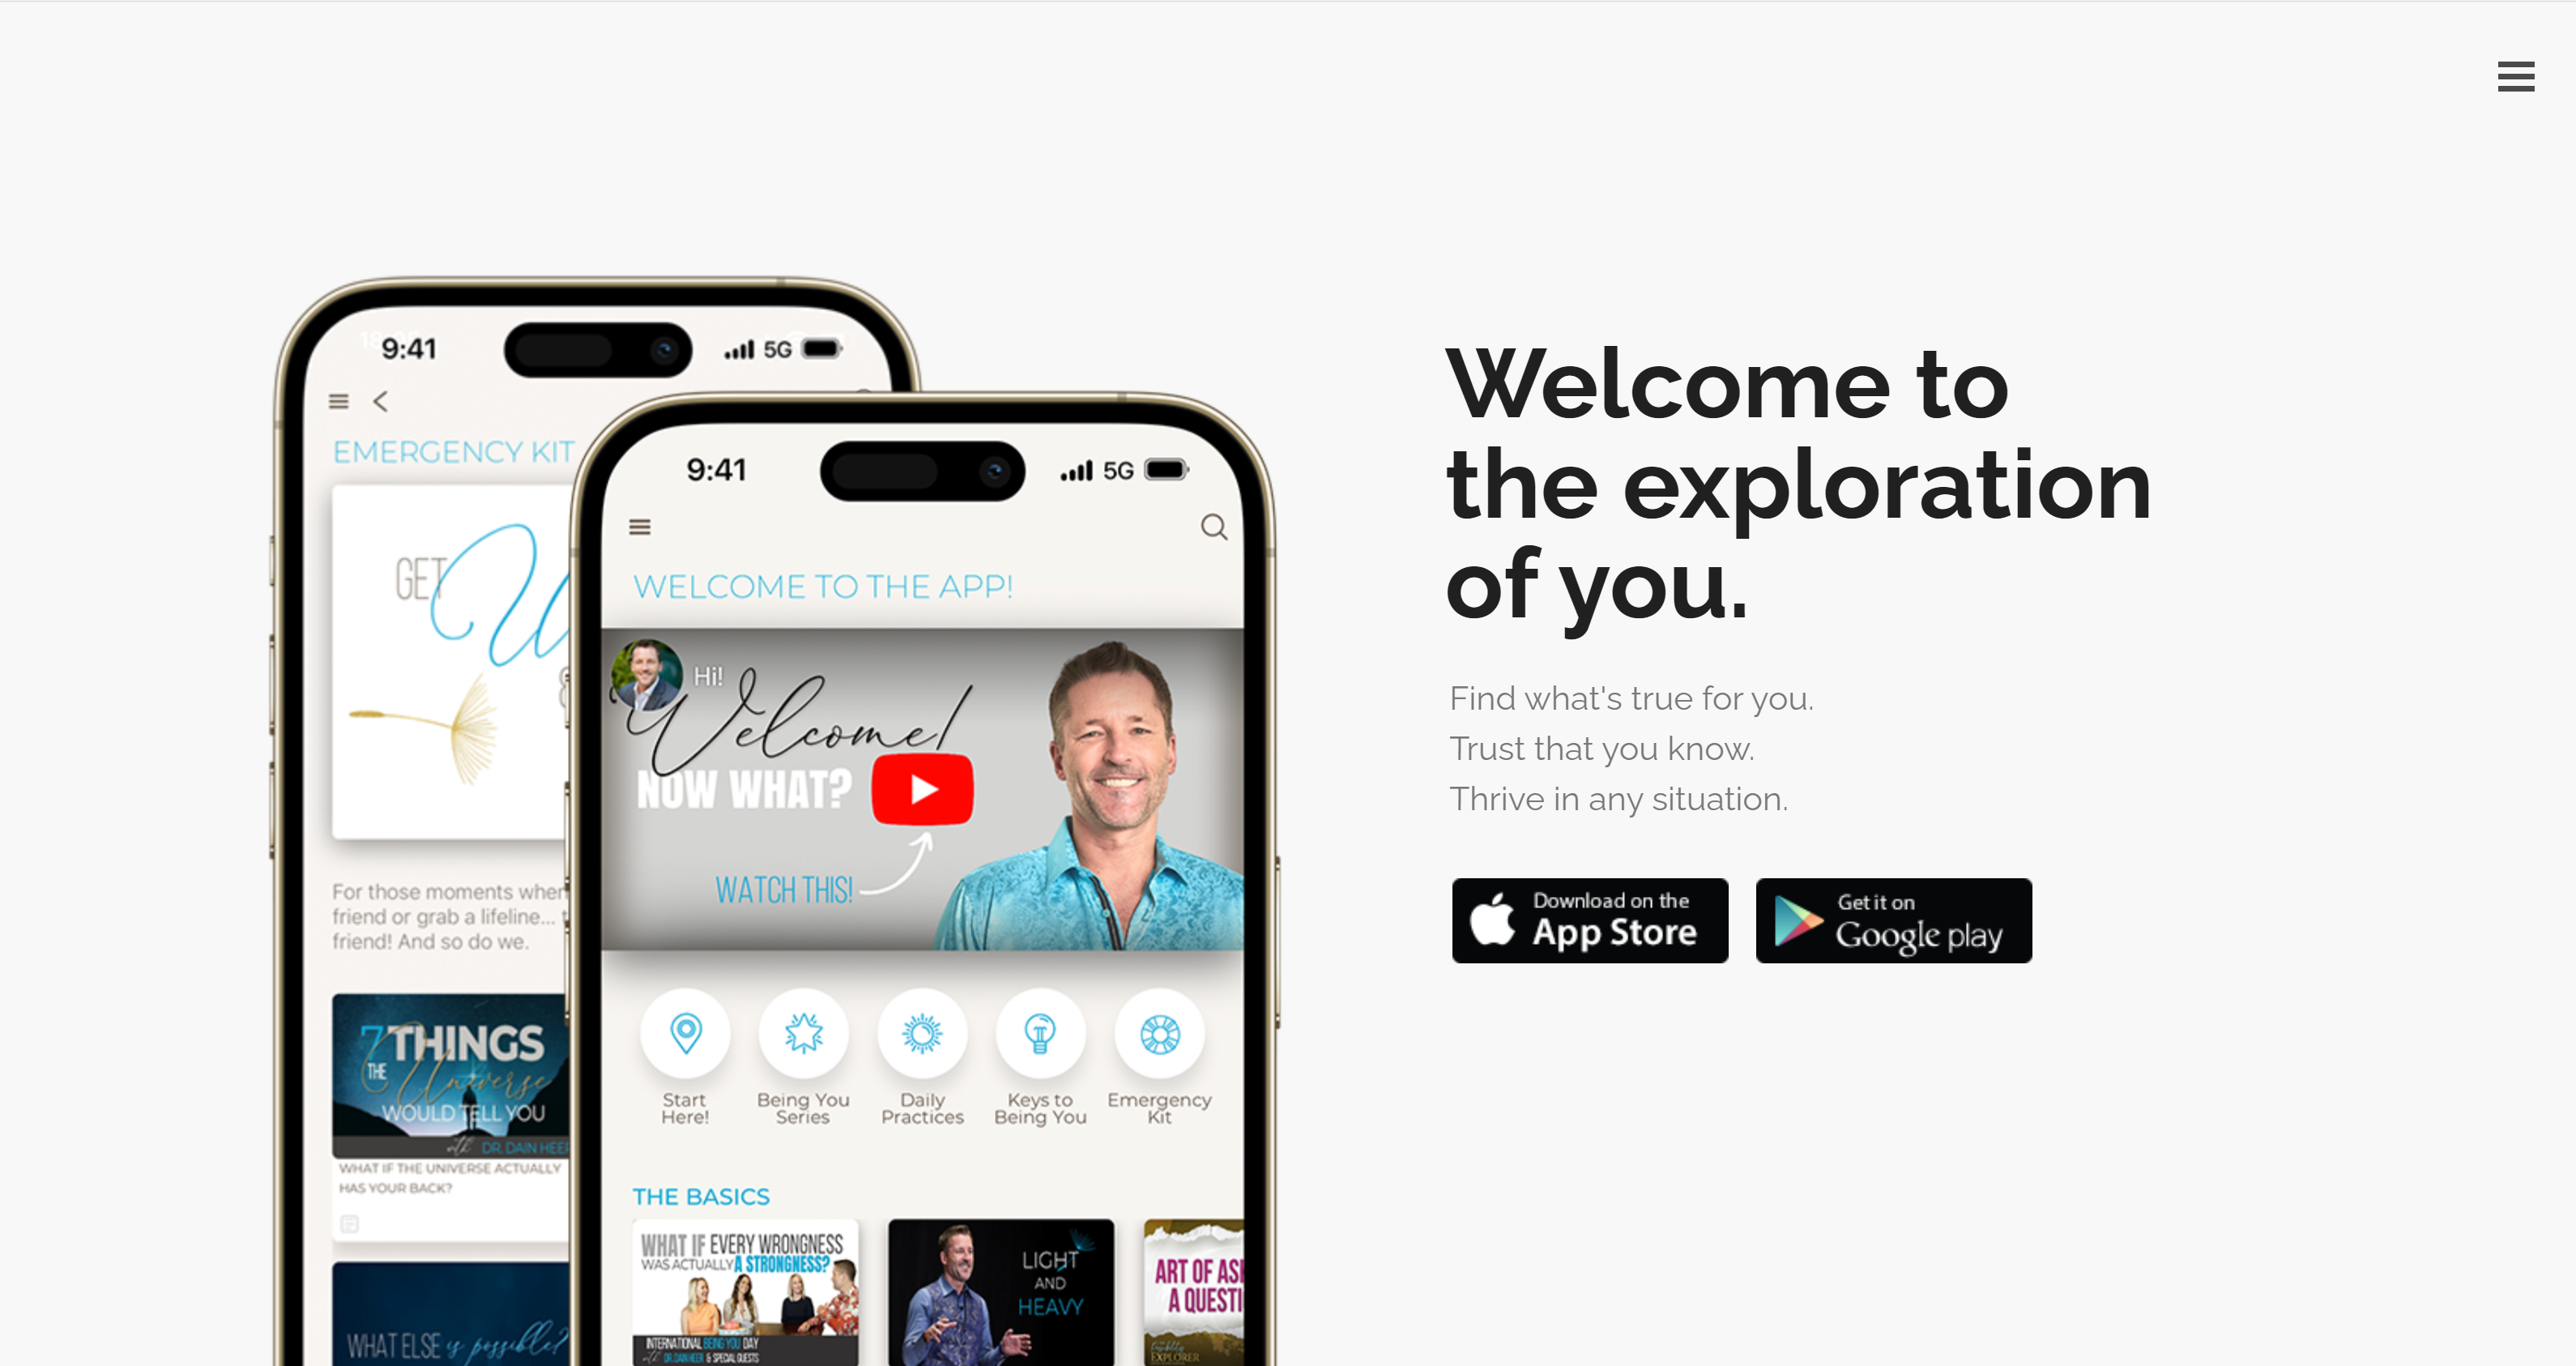 9:41
5G
EMERGENCY KIT
GET
For those moments when
friend or grab a lifeline...
friend! And so do we.
7 THINGS
THE Universe
WOULD TELL YOU
with DR. DAIN HEER
WHAT IF THE UNIVERSE ACTUALLY
HAS YOUR BACK?
WHAT ELSE is possible?
9:41
5G
WELCOME TO THE APP!
Hi!
Welcome!
NOW WHAT?
WATCH THIS!
Start
Here!
Being You
Series
Daily
Practices
Keys to
Being You
Emergency
Kit
THE BASICS
WHAT IF EVERY WRONGNESS
WAS ACTUALLY A STRONGNESS?
INTERNATIONAL BEING YOU DAY
with DR. DAIN HEER & SPECIAL GUESTS
LIGHT
AND
HEAVY
ART OF
A
EXPLORER
Welcome to
the exploration
of you.
Find what's true for you.
Trust that you know.
Thrive in any situation.
Download on the
App Store
Get it on
Google play